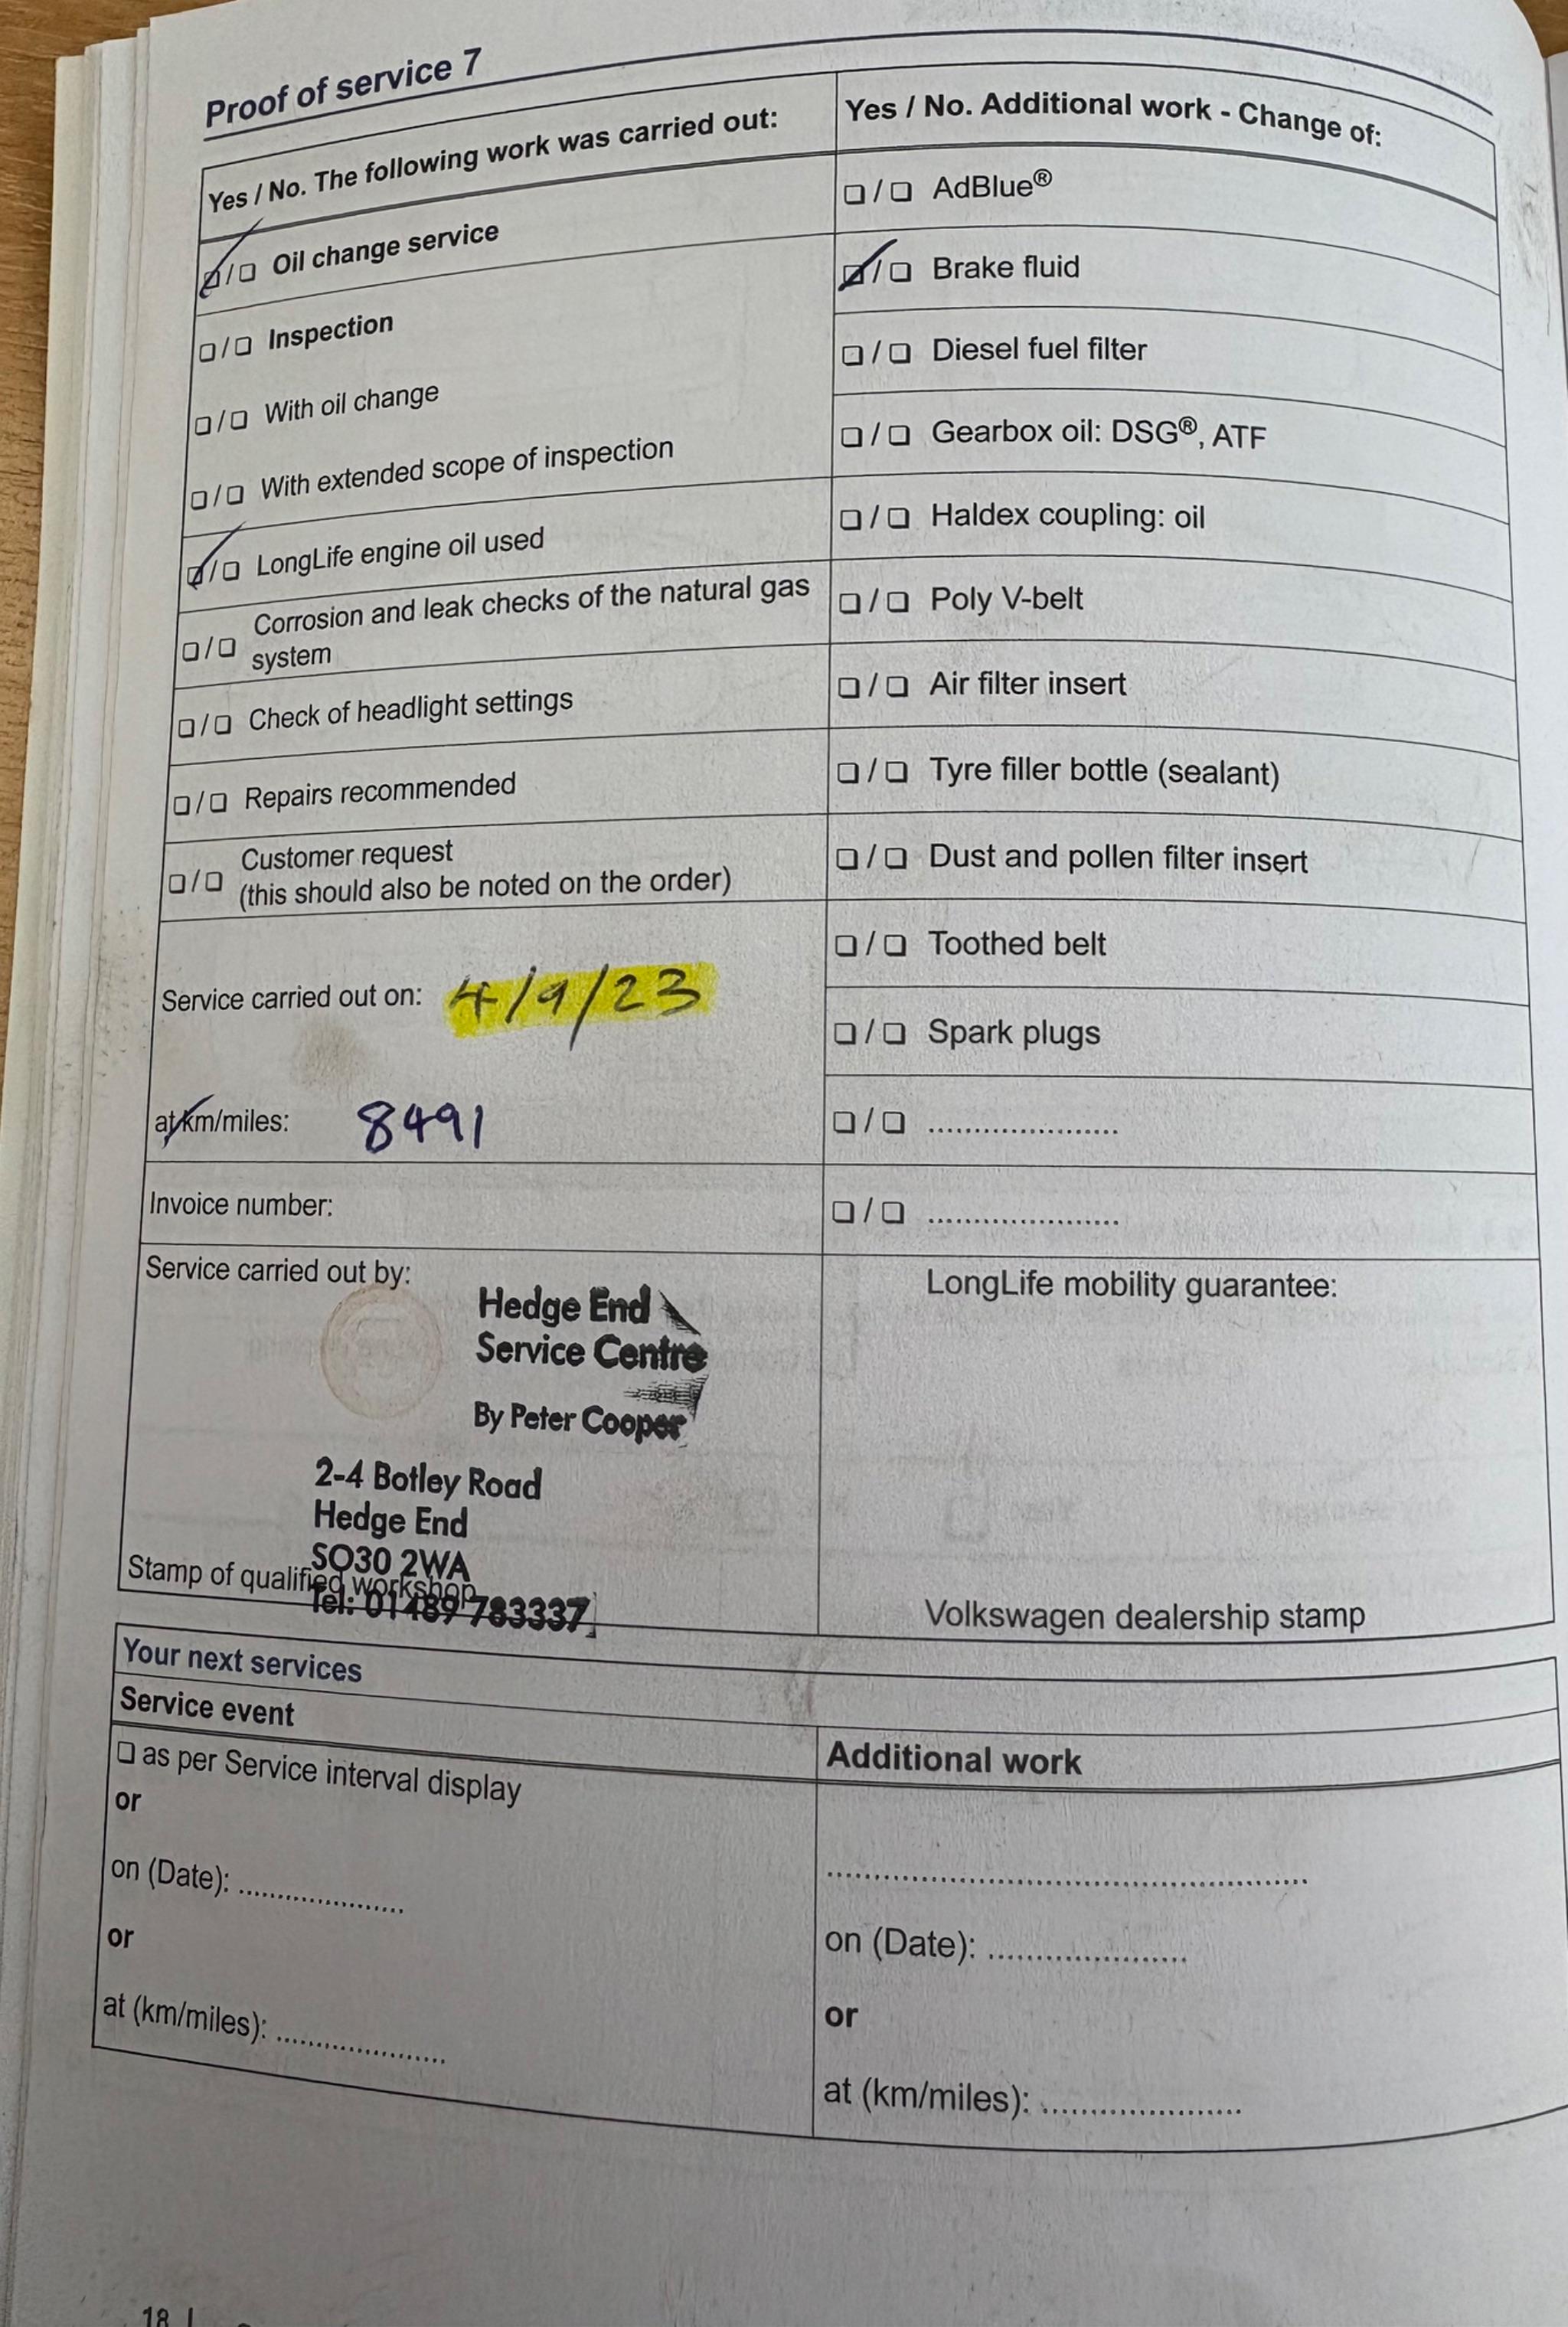 Proof of service 7
Yes / No. The following work was carried out:
❏/❏ Oil change service
❏/❏ Inspection
❏/❏ With oil change
❏/❏ With extended scope of inspection
❏/❏ LongLife engine oil used
❏/❏ Corrosion and leak checks of the natural gas
system
❏/❏ Check of headlight settings
❏/❏ Repairs recommended
❏/❏ Customer request
(this should also be noted on the order)
Service carried out on: 4/9/23
at km/miles: 8491
Invoice number:
Service carried out by:
Hedge End
Service Centre
By Peter Cooper
2-4 Botley Road
Hedge End
SO30 2WA
Stamp of qualified workshop
Tel: 01489 783337
Yes / No. Additional work - Change of:
❏/❏ AdBlue®
❏/❏ Brake fluid
❏/❏ Diesel fuel filter
❏/❏ Gearbox oil: DSG®, ATF
❏/❏ Haldex coupling: oil
❏/❏ Poly V-belt
❏/❏ Air filter insert
❏/❏ Tyre filler bottle (sealant)
❏/❏ Dust and pollen filter insert
❏/❏ Toothed belt
❏/❏ Spark plugs
❏/❏ .....................
❏/❏ .....................
LongLife mobility guarantee:
Volkswagen dealership stamp
Your next services
Service event
❏ as per Service interval display
or
on (Date): ....................
or
at (km/miles): .....................
Additional work
.....................................................
on (Date): ......................
or
at (km/miles): ......................
18